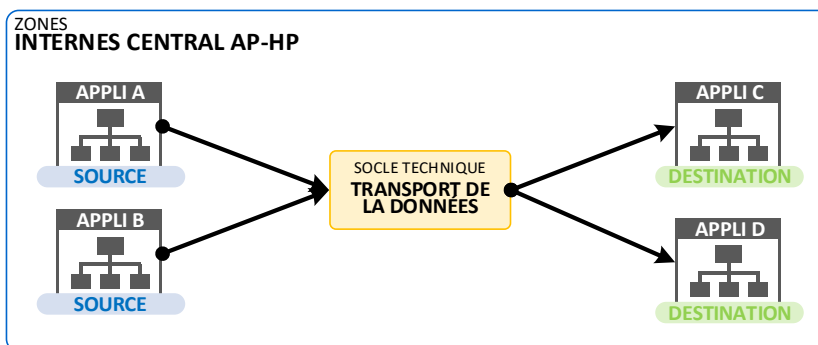 ZONES
INTERNES CENTRAL AP-HP
APPLI A
SOURCE
APPLI B
SOURCE
SOCLE TECHNIQUE
TRANSPORT DE
LA DONNÉES
APPLI C
DESTINATION
APPLI D
DESTINATION